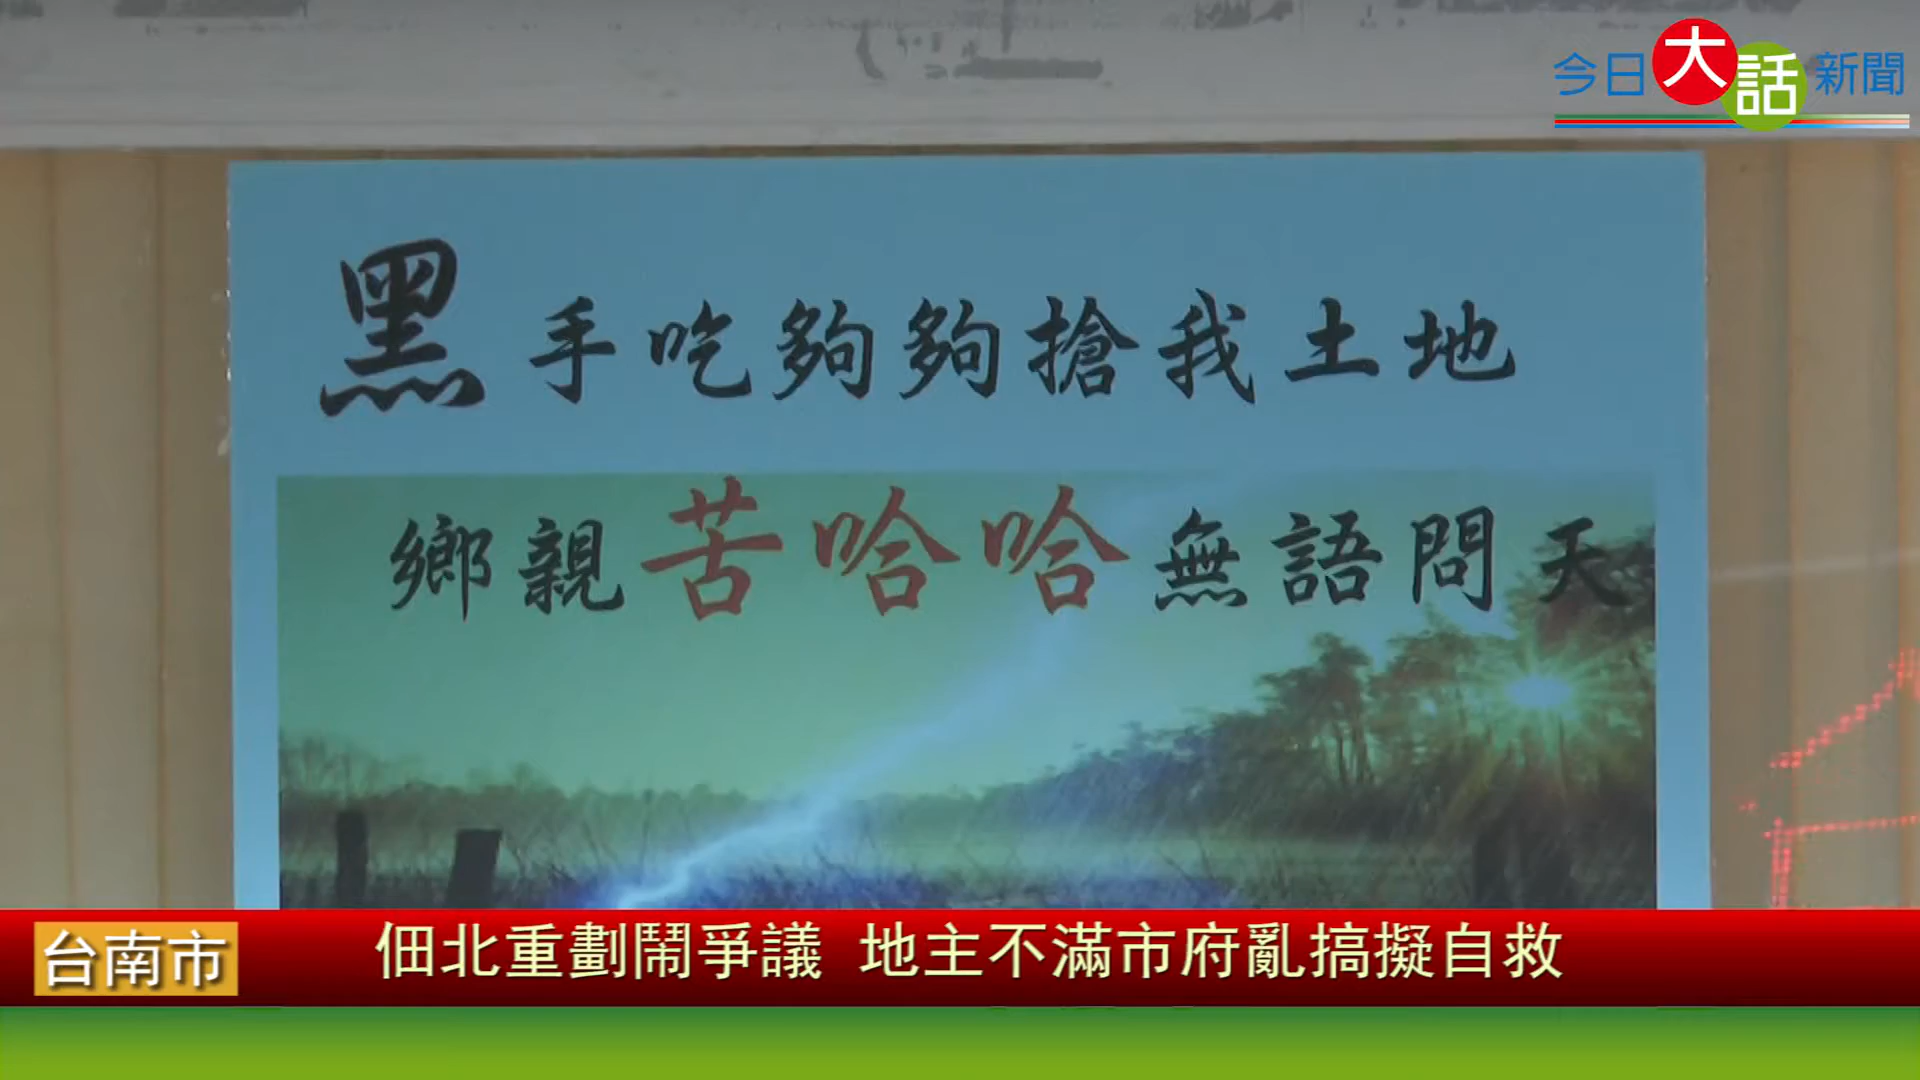 今日大話新聞
黑手吃夠夠搶我土地
鄉親苦哈哈無語問天
台南市
佃北重劃鬧爭議 地主不滿市府亂搞擬自救